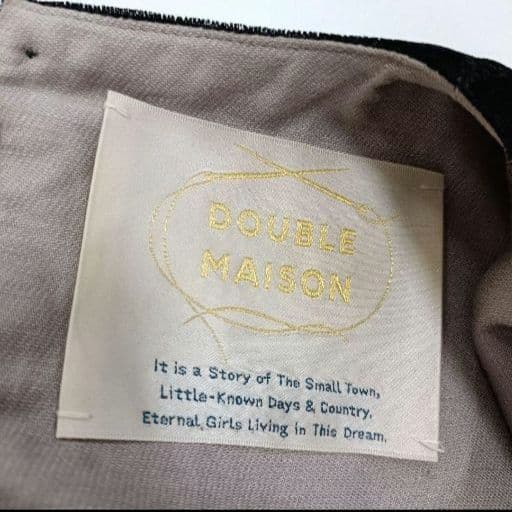 DOUBLE
MAISON
It is a Story of The Small Town,
Little-Known Days & Country,
Eternal Girls Living in This Dream.